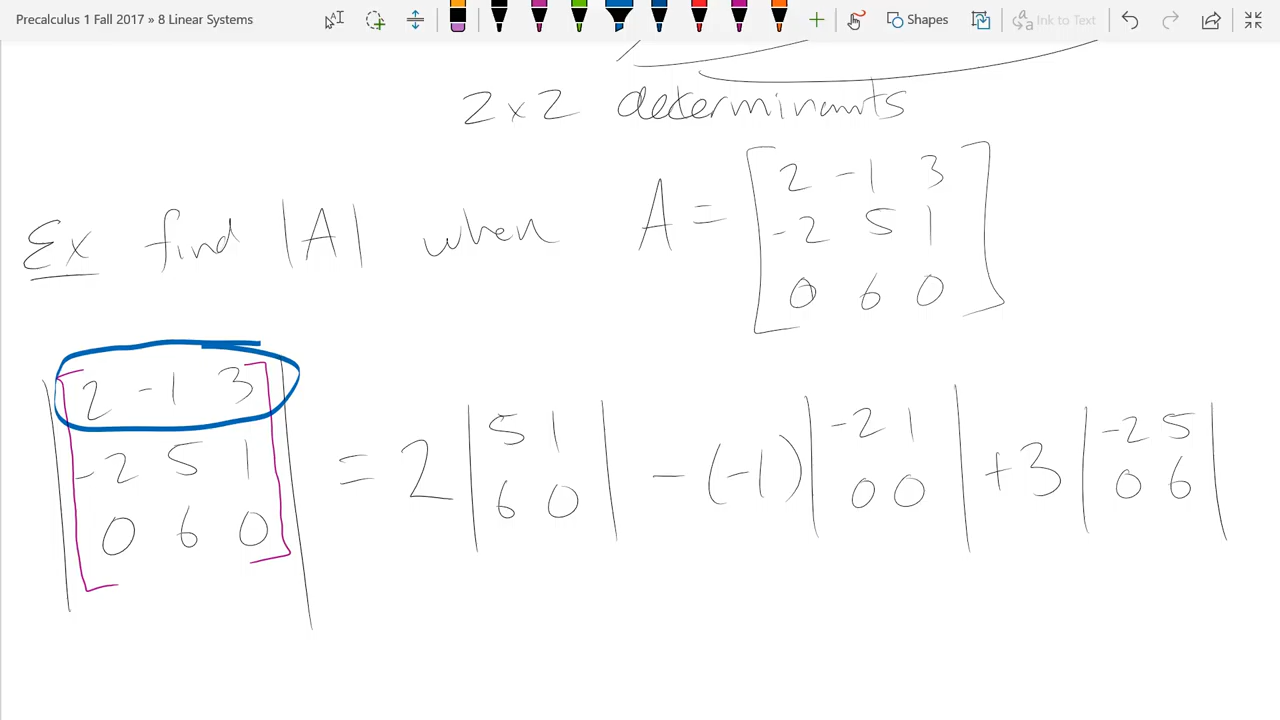 Precalculus 1 Fall 2017 » 8 Linear Systems
Shapes
Ink to Text
2x2 determinants
Ex find |A| when A = [2 -1 3
-2 5 1
0 6 0]
|[2 -1 3
-2 5 1
0 6 0]| = 2 |5 1
6 0| - (-1) |-2 1
0 0| + 3 |-2 5
0 6|